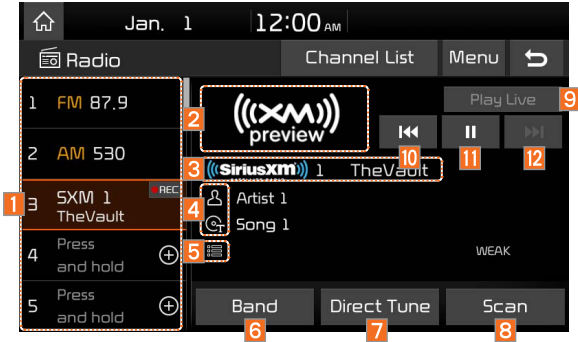 Jan. 1 12:00 AM
Radio Channel List Menu
1 FM 87.9
2 AM 530
3 SXM 1 REC
TheVault
4 Press
and hold
5 Press
and hold
1
2
((XM))
preview
Play Live 9
10 11 12
3 ((SiriusXM)) 1 TheVault
4 Artist 1
Song 1
5
WEAK
Band Direct Tune Scan
6 7 8